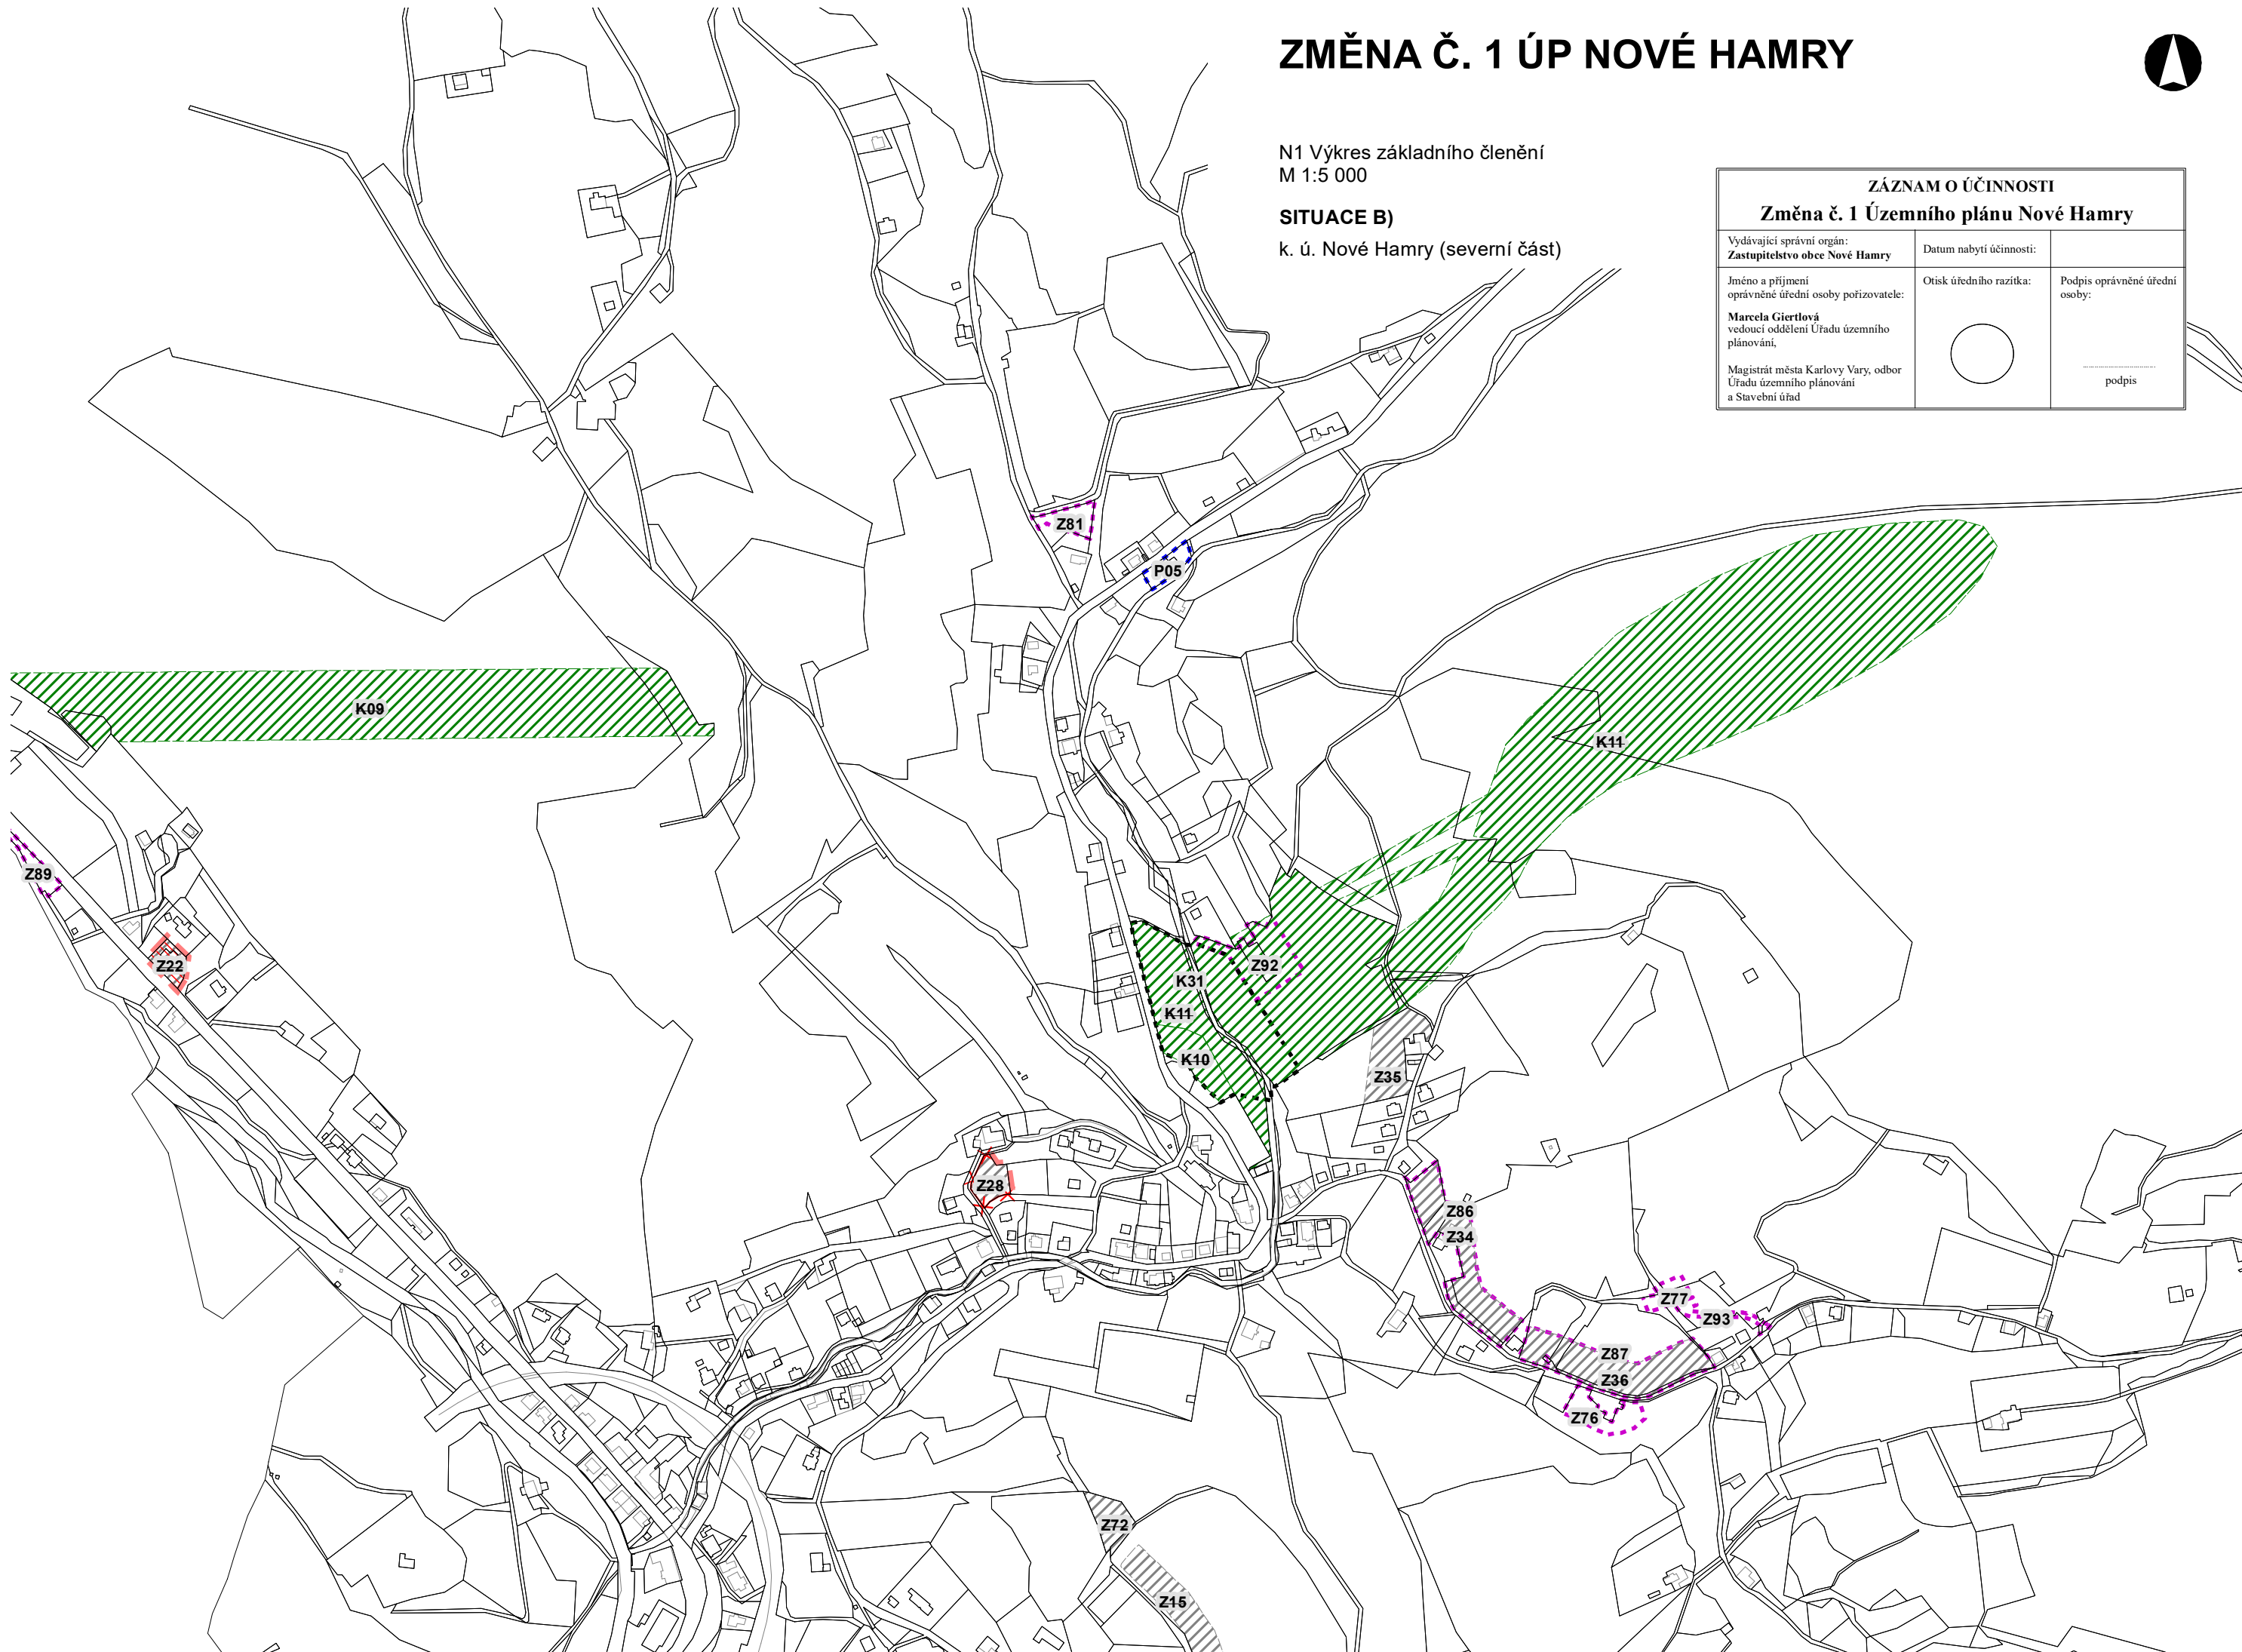 ZMĚNA Č. 1 ÚP NOVÉ HAMRY
N1 Výkres základního členění
M 1:5 000
SITUACE B)
k. ú. Nové Hamry (severní část)
ZÁZNAM O ÚČINNOSTI
Změna č. 1 Územního plánu Nové Hamry
Vydávající správní orgán:
Zastupitelstvo obce Nové Hamry
Datum nabytí účinnosti:
Jméno a příjmení
oprávněné úřední osoby pořizovatele:
Marcela Giertlová
vedoucí oddělení Úřadu územního
plánování,
Magistrát města Karlovy Vary, odbor
Úřadu územního plánování
a Stavební úřad
Otisk úředního razítka:
Podpis oprávněné úřední
osoby:
podpis
Z81
P05
K09
K11
Z89
Z22
Z92
K31
K11
K10
Z35
Z28
Z86
Z34
Z77
Z93
Z87
Z36
Z76
Z72
Z15